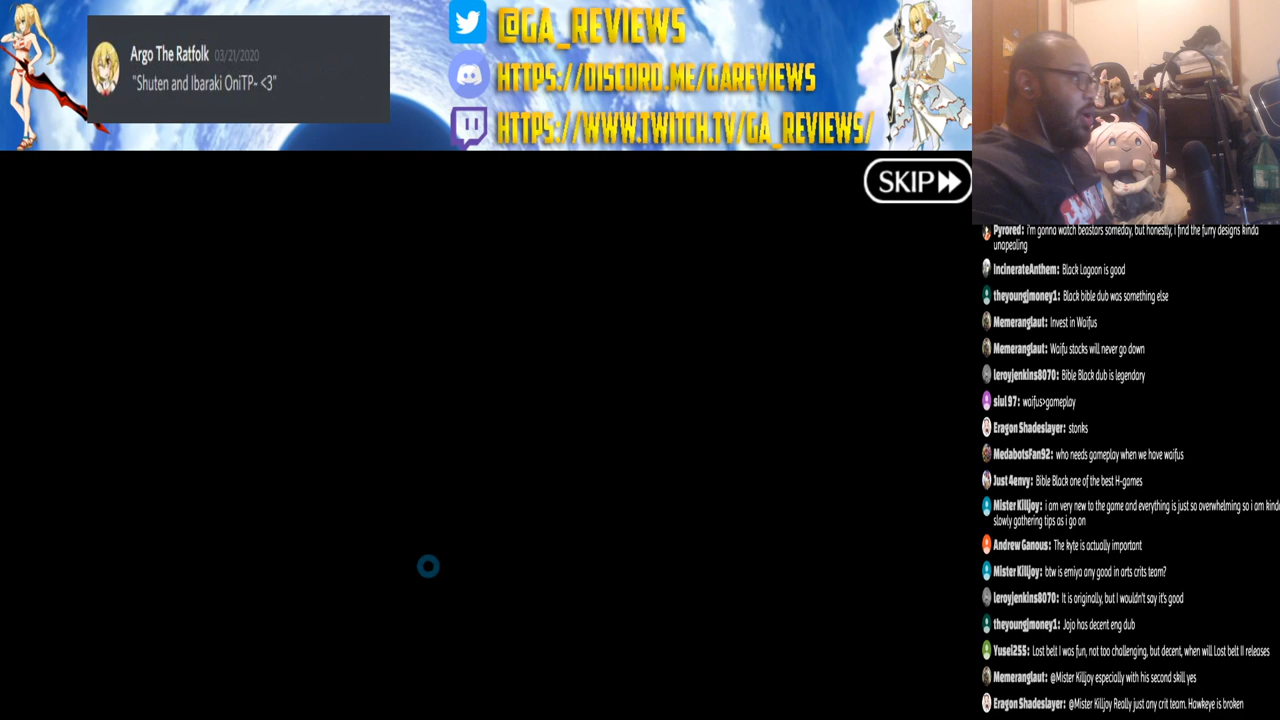 Argo The Ratfolk 03/21/2020
"Shuten and Ibaraki OniTP~ <3"
@GA_REVIEWS
HTTPS://DISCORD.ME/GAREVIEWS
HTTPS://WWW.TWITCH.TV/GA_REVIEWS/
SKIP
Pyrored: i'm gonna watch beastars someday, but honestly, i find the furry designs kinda
unapealing
IncinerateAnthem: Black Lagoon is good
theyoungjmoney1: Black bible dub was something else
Memeranglaut: Invest in Waifus
Memeranglaut: Waifu stocks will never go down
leroyjenkins8070: Bible Black dub is legendary
siul97: waifus>gameplay
Eragon Shadeslayer: stonks
MedabotsFan92: who needs gameplay when we have waifus
Just 4envy: Bible Black one of the best H-games
Mister Killjoy: i am very new to the game and everything is just so overwhelming so i am kinda
slowly gathering tips as i go on
Andrew Ganous: The kyte is actually important
Mister Killjoy: btw is emiya any good in arts crits team?
leroyjenkins8070: It is originally, but I wouldn't say it's good
theyoungjmoney1: Jojo has decent eng dub
Yusei255: Lost belt I was fun, not too challenging, but decent, when will Lost belt II releases
Memeranglaut: @Mister Killjoy especially with his second skill yes
Eragon Shadeslayer: @Mister Killjoy Really just any crit team. Hawkeye is broken